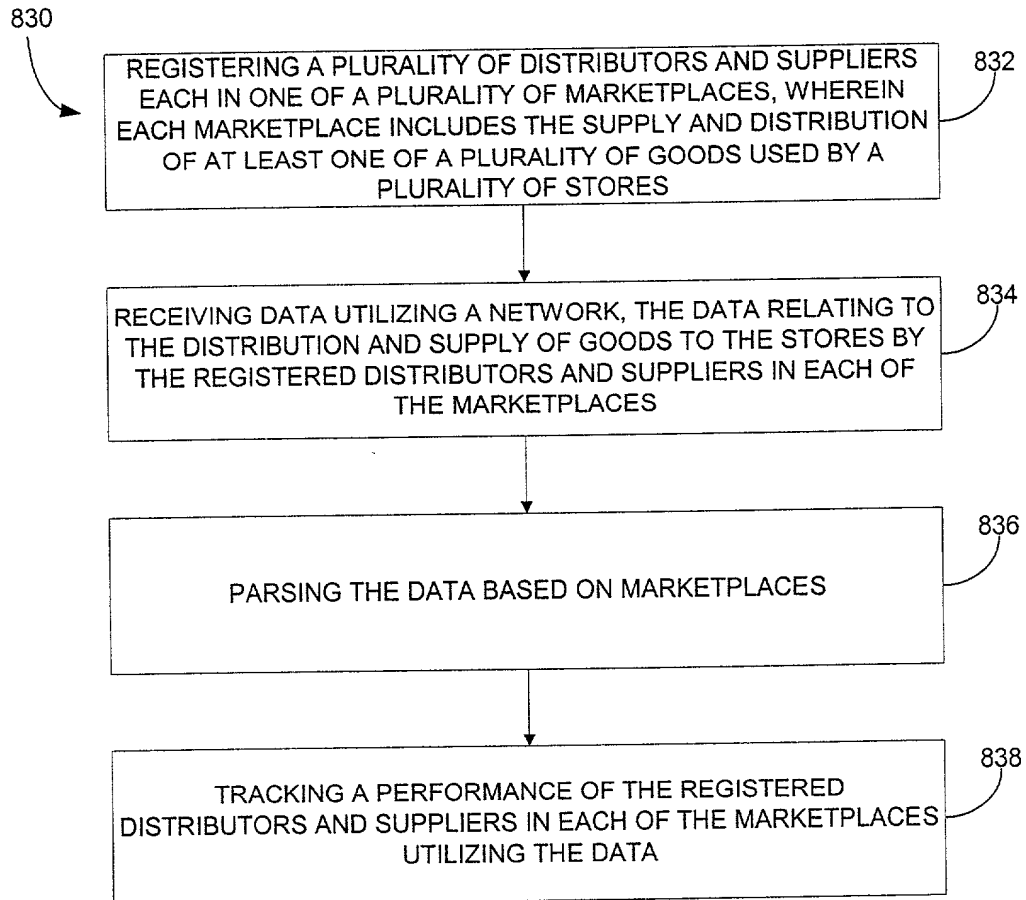 830
REGISTERING A PLURALITY OF DISTRIBUTORS AND SUPPLIERS
EACH IN ONE OF A PLURALITY OF MARKETPLACES, WHEREIN
EACH MARKETPLACE INCLUDES THE SUPPLY AND DISTRIBUTION
OF AT LEAST ONE OF A PLURALITY OF GOODS USED BY A
PLURALITY OF STORES
832
RECEIVING DATA UTILIZING A NETWORK, THE DATA RELATING TO
THE DISTRIBUTION AND SUPPLY OF GOODS TO THE STORES BY
THE REGISTERED DISTRIBUTORS AND SUPPLIERS IN EACH OF
THE MARKETPLACES
834
PARSING THE DATA BASED ON MARKETPLACES
836
TRACKING A PERFORMANCE OF THE REGISTERED
DISTRIBUTORS AND SUPPLIERS IN EACH OF THE MARKETPLACES
UTILIZING THE DATA
838